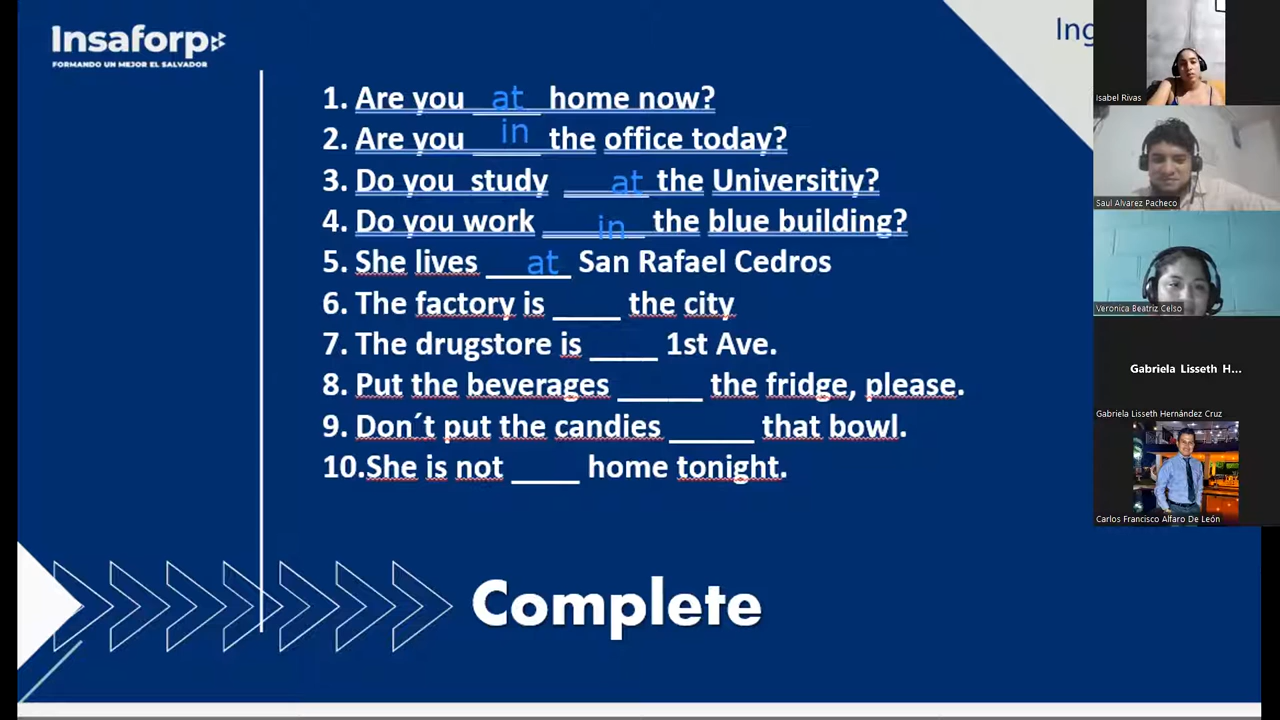 Insaforp
FORMANDO UN MEJOR EL SALVADOR
Ing
1. Are you at home now?
2. Are you in the office today?
3. Do you study at the Universitiy?
4. Do you work in the blue building?
5. She lives at San Rafael Cedros
6. The factory is ____ the city
7. The drugstore is ____ 1st Ave.
8. Put the beverages _____ the fridge, please.
9. Don´t put the candies _____ that bowl.
10.She is not ____ home tonight.
Complete
Isabel Rivas
Saul Alvarez Pacheco
Veronica Beatriz Celso
Gabriela Lisseth H...
Gabriela Lisseth Hernández Cruz
Carlos Francisco Alfaro De León